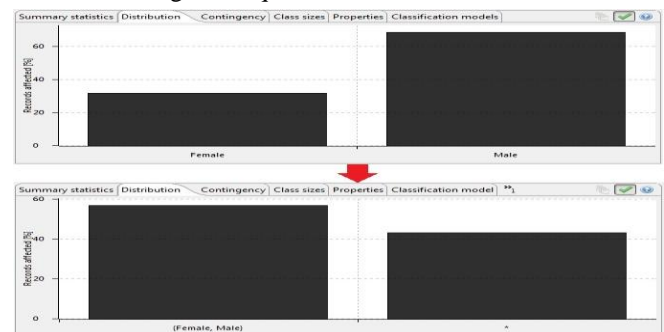 Summary statistics Distribution Contingency Class sizes Properties Classification models
Records affected [%]
60
40
20
0
Female Male
Summary statistics Distribution Contingency Class sizes Properties Classification model »1
Records affected [%]
60
40
20
0
(Female, Male) *